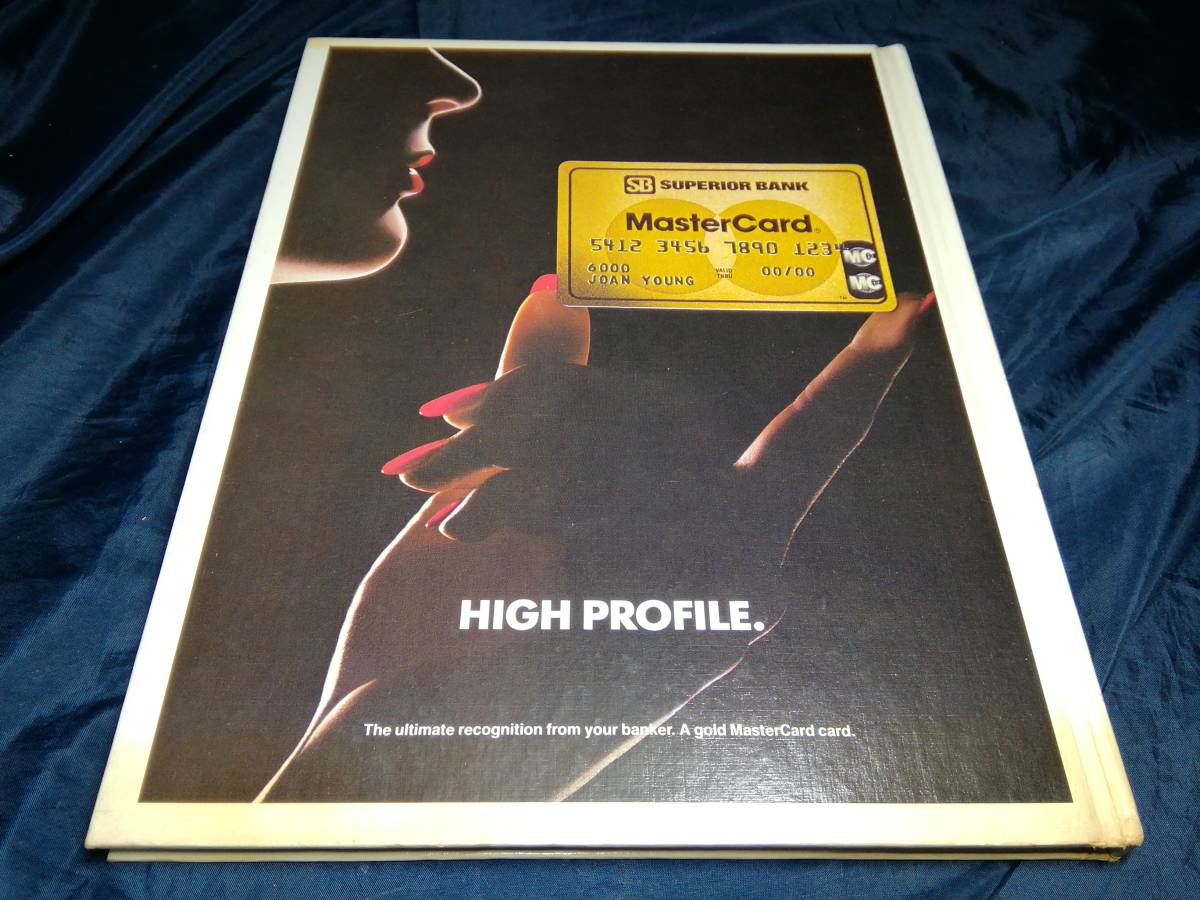 SB SUPERIOR BANK
MasterCard®
5412 3456 7890 1234
MC
6000 VALID THRU 00/00
MC
JOAN YOUNG
TM
HIGH PROFILE.
The ultimate recognition from your banker. A gold MasterCard card.